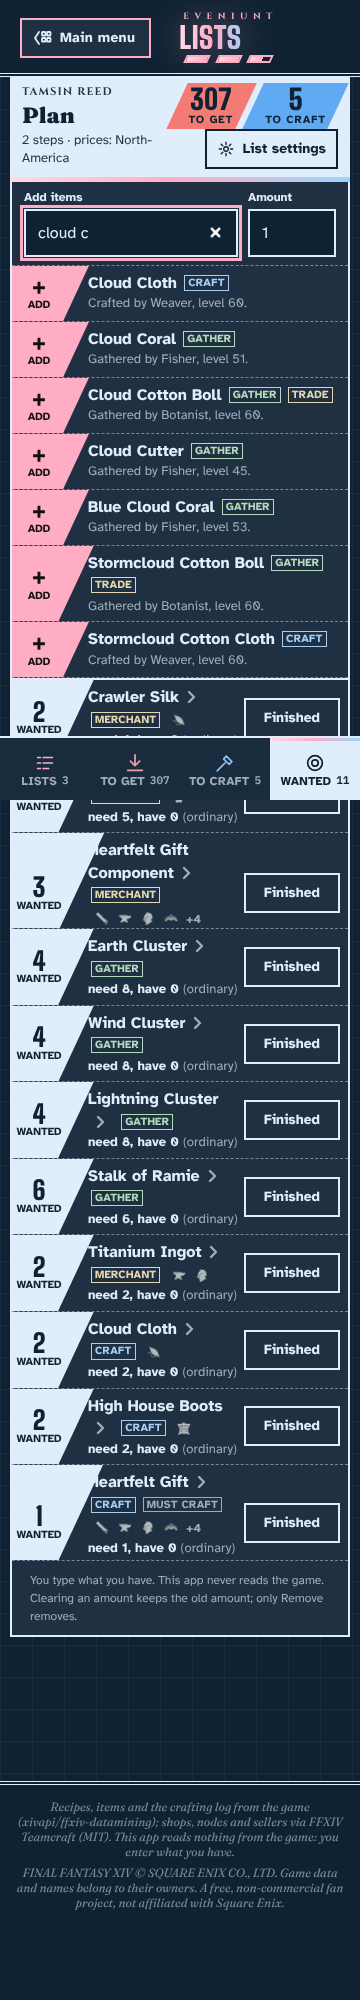 Main menu
EVENIUNT
LISTS
TAMSIN REED
Plan
2 steps · prices: North-
America
307
TO GET
5
TO CRAFT
List settings
Add items
Amount
cloud c
1
ADD
Cloud Cloth CRAFT
Crafted by Weaver, level 60.
ADD
Cloud Coral GATHER
Gathered by Fisher, level 51.
ADD
Cloud Cotton Boll GATHER TRADE
Gathered by Botanist, level 60.
ADD
Cloud Cutter GATHER
Gathered by Fisher, level 45.
ADD
Blue Cloud Coral GATHER
Gathered by Fisher, level 53.
ADD
Stormcloud Cotton Boll GATHER
TRADE
Gathered by Botanist, level 60.
ADD
Stormcloud Cotton Cloth CRAFT
Crafted by Weaver, level 60.
2
WANTED
Crawler Silk
MERCHANT
Finished
LISTS 3
TO GET 307
TO CRAFT 5
WANTED 11
WANTED
need 5, have 0 (ordinary)
3
WANTED
eartfelt Gift
Component
MERCHANT
+4
Finished
4
WANTED
Earth Cluster
GATHER
need 8, have 0 (ordinary)
Finished
4
WANTED
Wind Cluster
GATHER
need 8, have 0 (ordinary)
Finished
4
WANTED
Lightning Cluster
GATHER
need 8, have 0 (ordinary)
Finished
6
WANTED
Stalk of Ramie
GATHER
need 6, have 0 (ordinary)
Finished
2
WANTED
Titanium Ingot
MERCHANT
need 2, have 0 (ordinary)
Finished
2
WANTED
Cloud Cloth
CRAFT
need 2, have 0 (ordinary)
Finished
2
WANTED
High House Boots
CRAFT
need 2, have 0 (ordinary)
Finished
1
WANTED
eartfelt Gift
CRAFT MUST CRAFT
+4
need 1, have 0 (ordinary)
Finished
You type what you have. This app never reads the game.
Clearing an amount keeps the old amount; only Remove
removes.
Recipes, items and the crafting log from the game
(xivapi/ffxiv-datamining); shops, nodes and sellers via FFXIV
Teamcraft (MIT). This app reads nothing from the game: you
enter what you have.
FINAL FANTASY XIV © SQUARE ENIX CO., LTD. Game data
and names belong to their owners. A free, non-commercial fan
project, not affiliated with Square Enix.